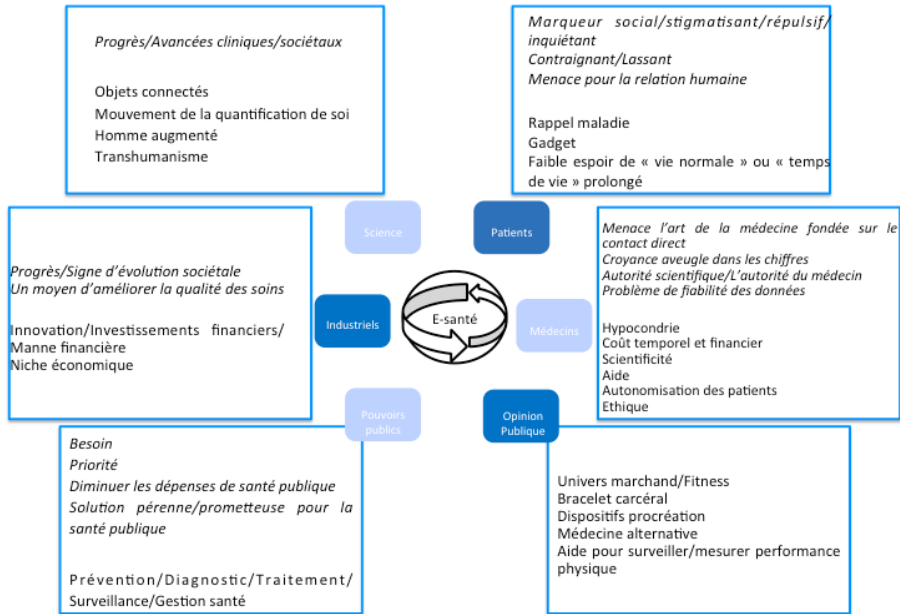 Progrès/Avancées cliniques/sociétaux
Objets connectés
Mouvement de la quantification de soi
Homme augmenté
Transhumanisme
Marqueur social/stigmatisant/répulsif/
inquiétant
Contraignant/Lassant
Menace pour la relation humaine
Rappel maladie
Gadget
Faible espoir de « vie normale » ou « temps
de vie » prolongé
Science
Patients
Progrès/Signe d'évolution sociétale
Un moyen d'améliorer la qualité des soins
Innovation/Investissements financiers/
Manne financière
Niche économique
Industriels
E-santé
Médecins
Menace l'art de la médecine fondée sur le
contact direct
Croyance aveugle dans les chiffres
Autorité scientifique/L'autorité du médecin
Problème de fiabilité des données
Hypocondrie
Coût temporel et financier
Scientificité
Aide
Autonomisation des patients
Ethique
Pouvoirs
publics
Opinion
Publique
Besoin
Priorité
Diminuer les dépenses de santé publique
Solution pérenne/prometteuse pour la
santé publique
Prévention/Diagnostic/Traitement/
Surveillance/Gestion santé
Univers marchand/Fitness
Bracelet carcéral
Dispositifs procréation
Médecine alternative
Aide pour surveiller/mesurer performance
physique